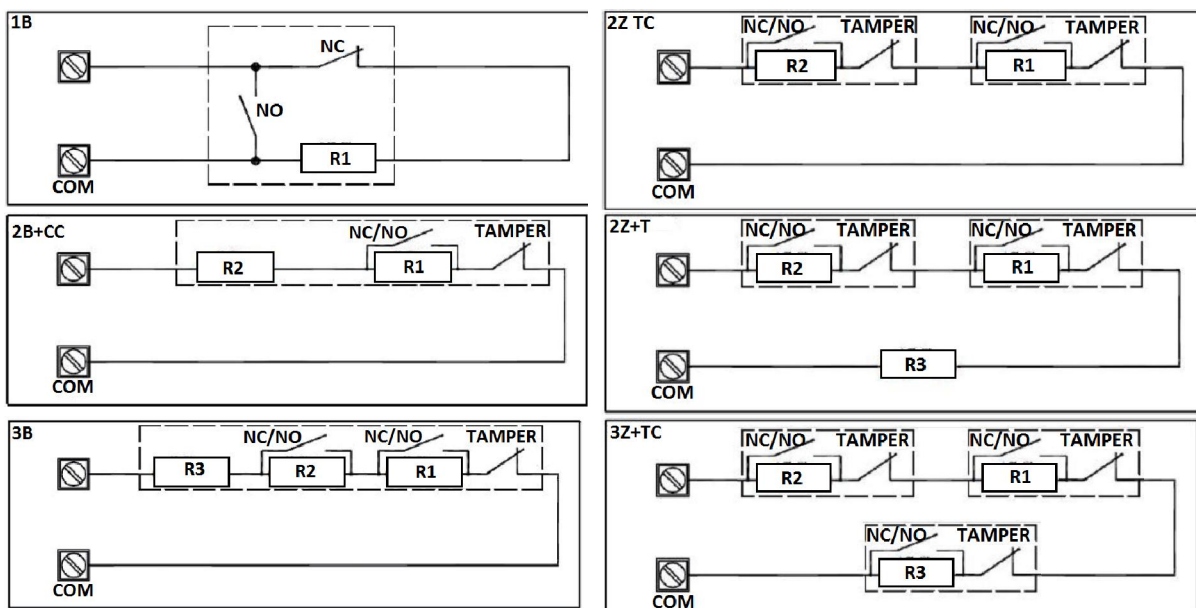 1B
NC
NO
R1
COM
2Z TC
NC/NO TAMPER NC/NO TAMPER
R2 R1
COM
2B+CC
NC/NO TAMPER
R2 R1
COM
2Z+T
NC/NO TAMPER NC/NO TAMPER
R2 R1
R3
COM
3B
NC/NO NC/NO TAMPER
R3 R2 R1
COM
3Z+TC
NC/NO TAMPER NC/NO TAMPER
R2 R1
NC/NO TAMPER
R3
COM